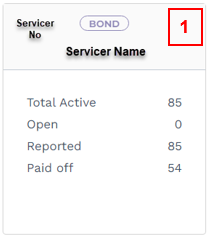 Servicer No
BOND
1
Servicer Name
Total Active 85
Open 0
Reported 85
Paid off 54